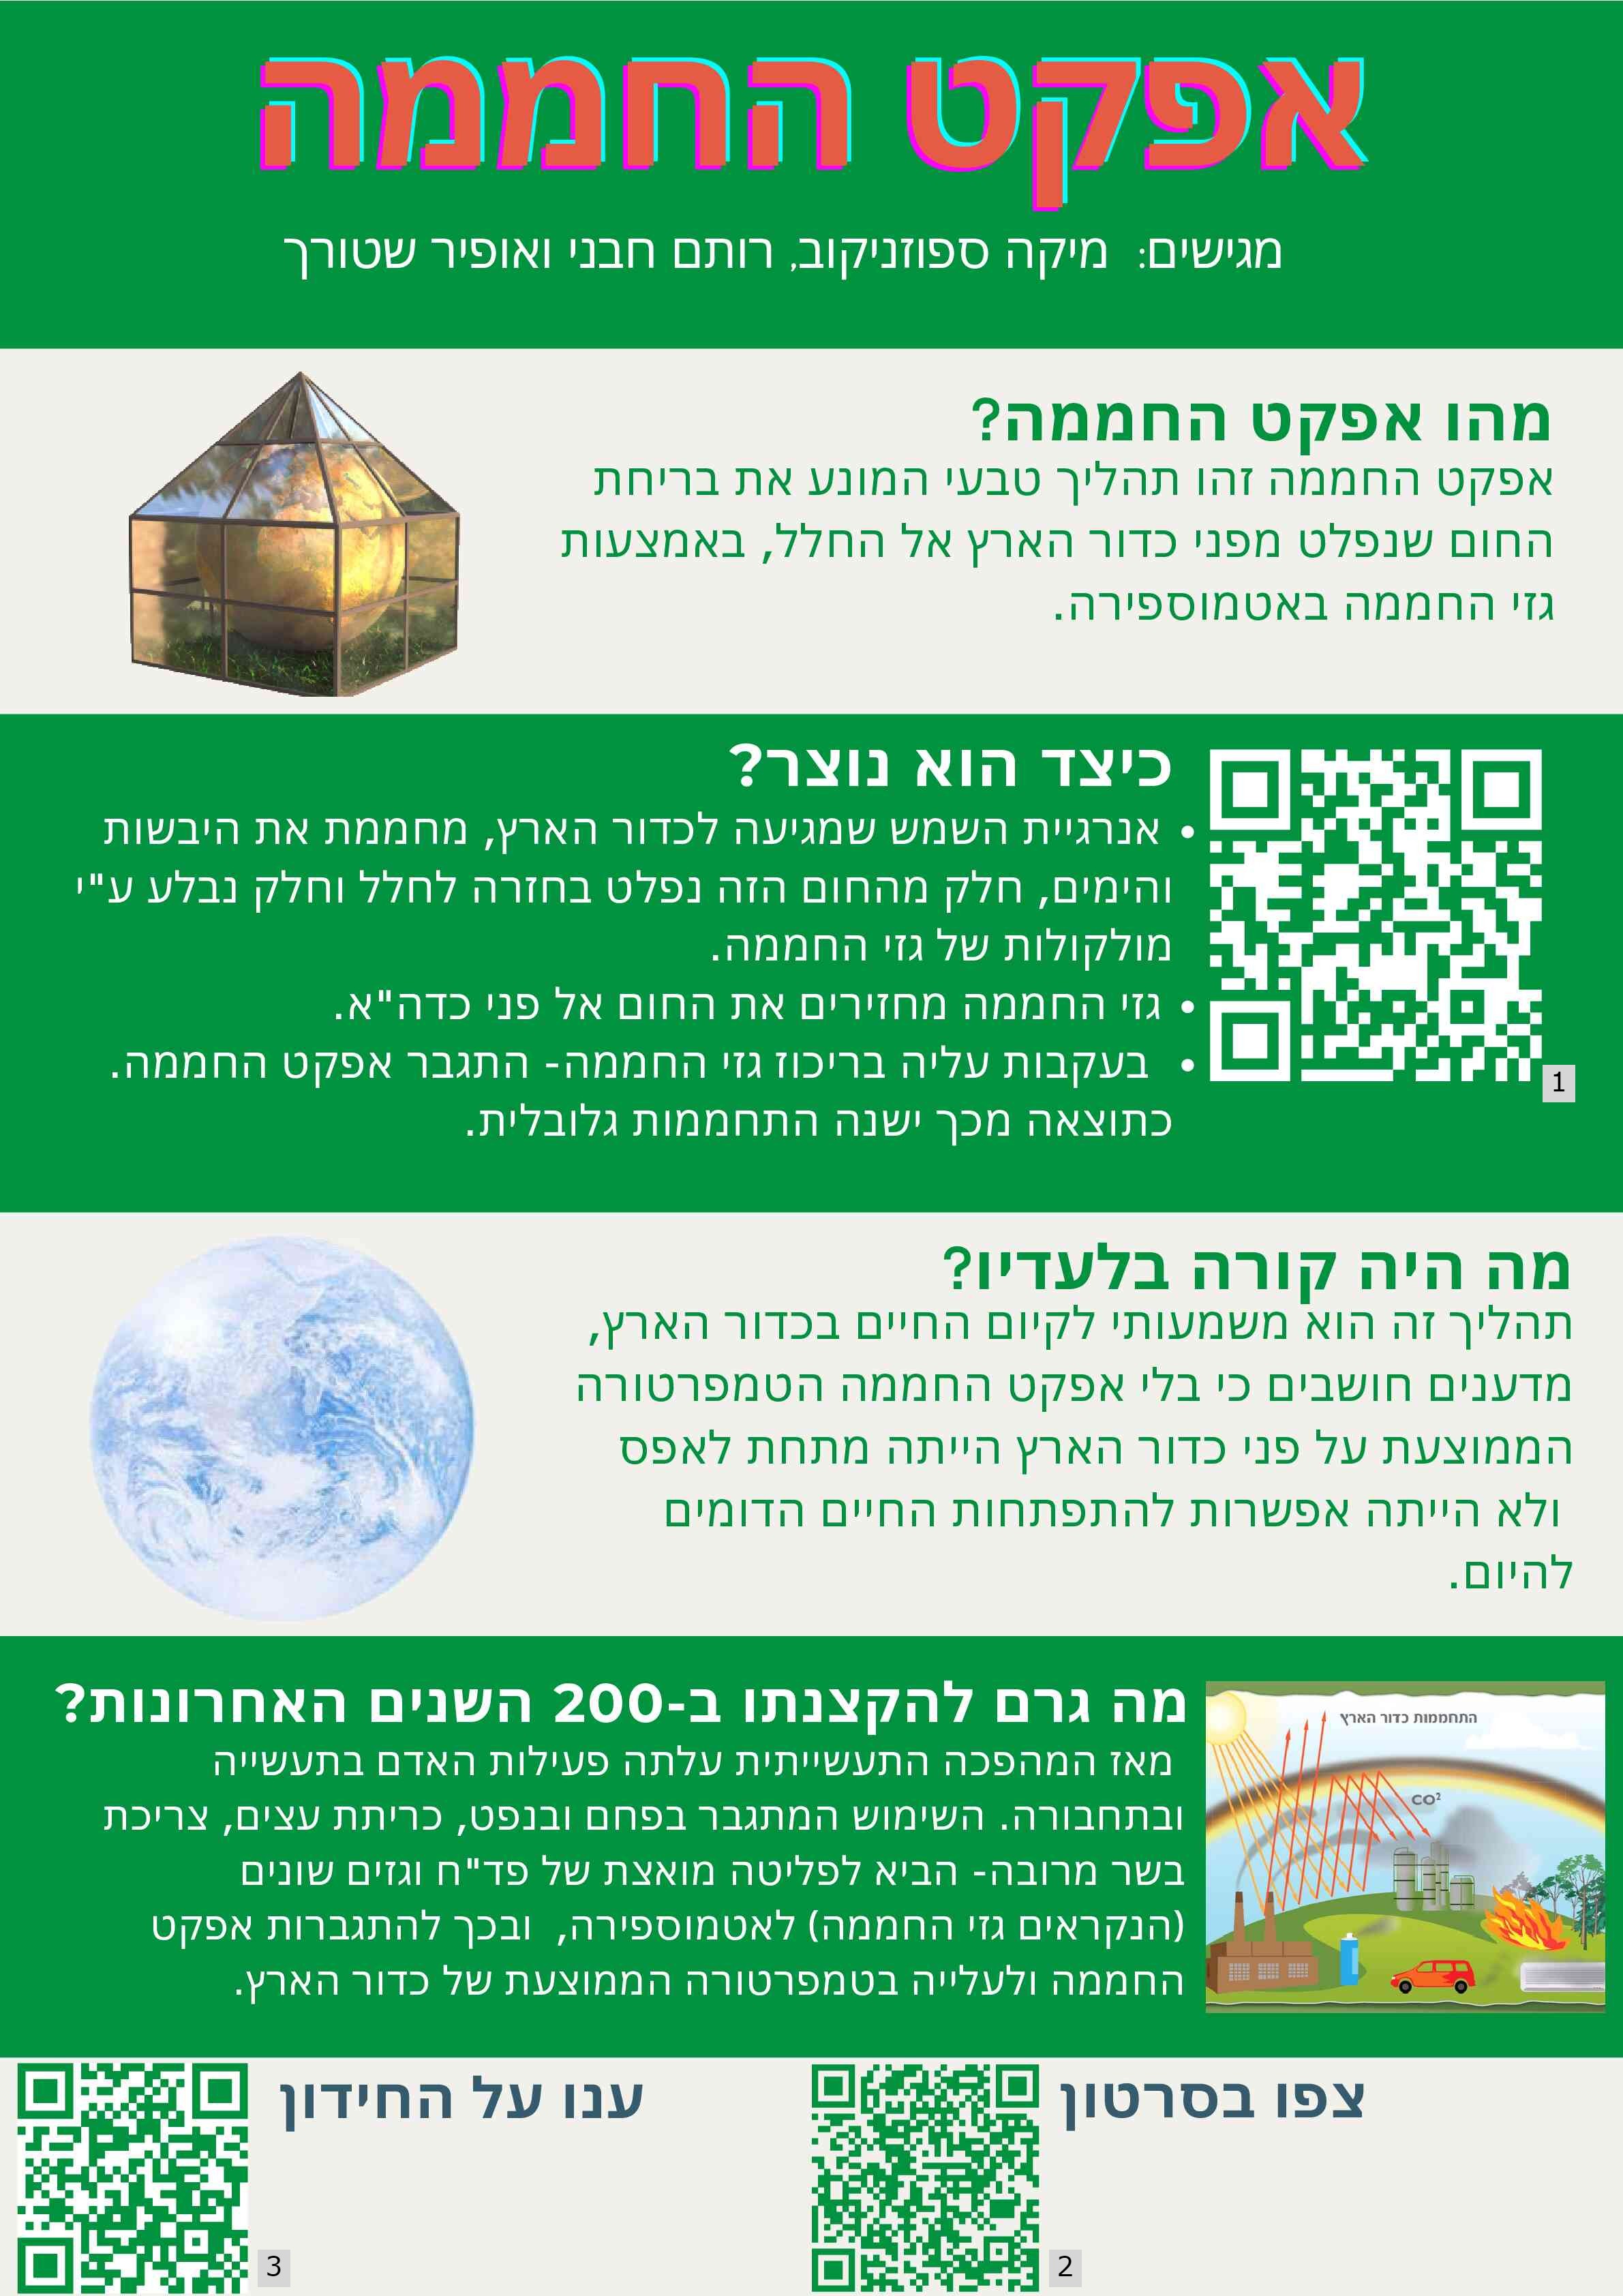 אפקט החממה
מגישים: מיקה ספוזניקוב, רותם חבני ואופיר שטורך
מהו אפקט החממה?
אפקט החממה זהו תהליך טבעי המונע את בריחת
החום שנפלט מפני כדור הארץ אל החלל, באמצעות
גזי החממה באטמוספירה.
כיצד הוא נוצר?
• אנרגיית השמש שמגיעה לכדור הארץ, מחממת את היבשות
והימים, חלק מהחום הזה נפלט בחזרה לחלל וחלק נבלע ע"י
מולקולות של גזי החממה.
• גזי החממה מחזירים את החום אל פני כדה"א.
• בעקבות עליה בריכוז גזי החממה- התגבר אפקט החממה.
כתוצאה מכך ישנה התחממות גלובלית.
1
מה היה קורה בלעדיו?
תהליך זה הוא משמעותי לקיום החיים בכדור הארץ,
מדענים חושבים כי בלי אפקט החממה הטמפרטורה
הממוצעת על פני כדור הארץ הייתה מתחת לאפס
ולא הייתה אפשרות להתפתחות החיים הדומים
להיום.
מה גרם להקצנתו ב-200 השנים האחרונות?
מאז המהפכה התעשייתית עלתה פעילות האדם בתעשייה
ובתחבורה. השימוש המתגבר בפחם ובנפט, כריתת עצים, צריכת
בשר מרובה- הביא לפליטה מואצת של פד"ח וגזים שונים
(הנקראים גזי החממה) לאטמוספירה, ובכך להתגברות אפקט
החממה ולעלייה בטמפרטורה הממוצעת של כדור הארץ.
התחממות כדור הארץ
CO²
צפו בסרטון
2
ענו על החידון
3